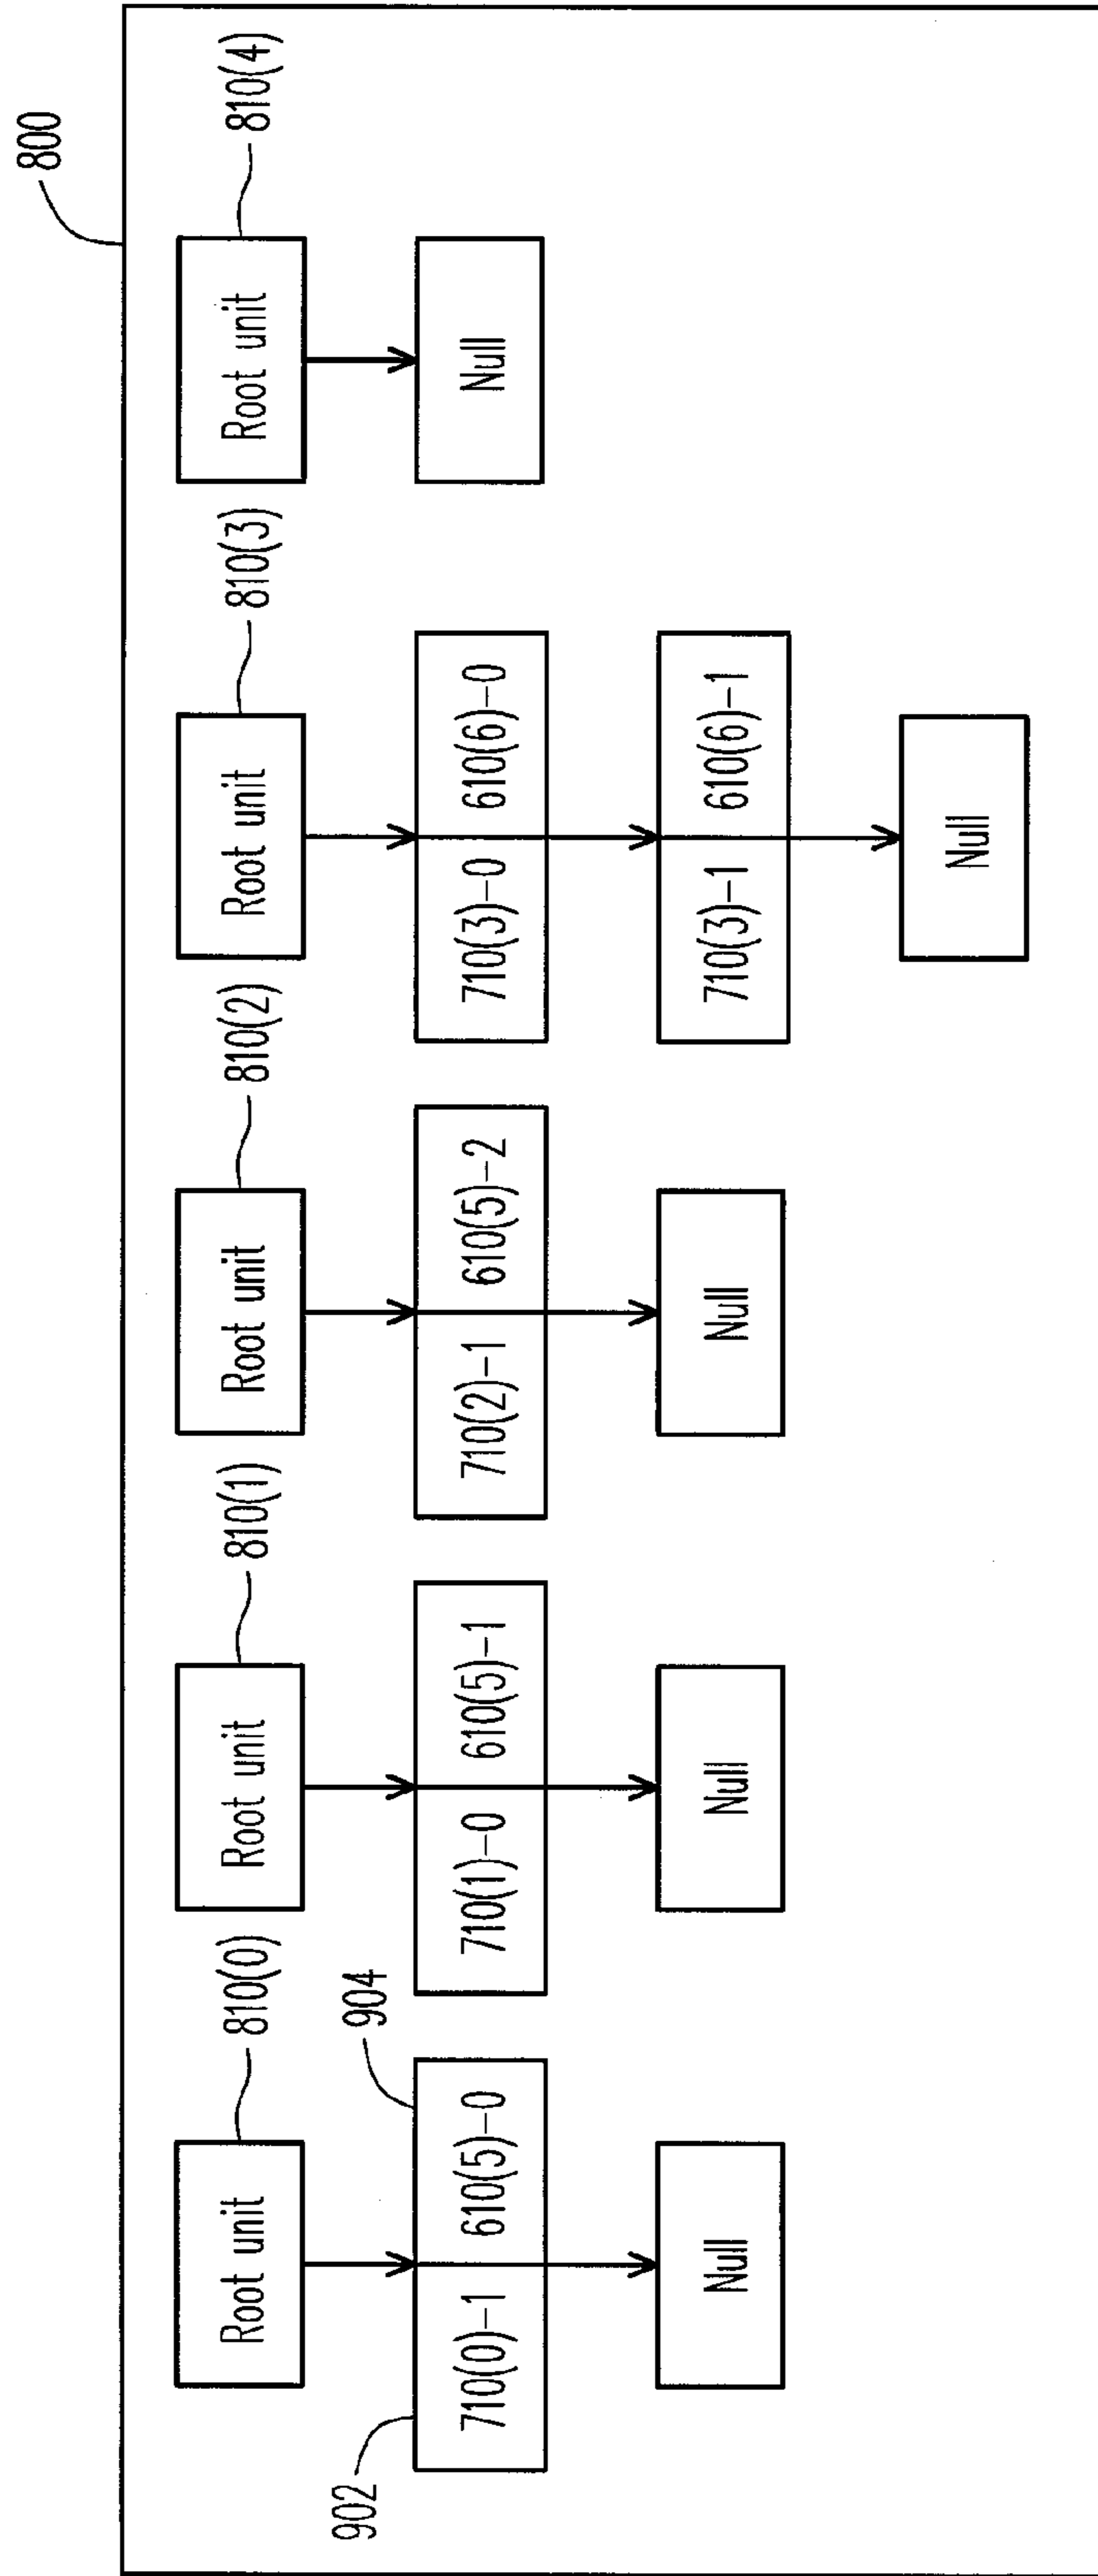 800
Root unit
810(0)
Root unit
810(1)
Root unit
810(2)
Root unit
810(3)
Root unit
810(4)
902
904
710(0)-1
610(5)-0
710(1)-0
610(5)-1
710(2)-1
610(5)-2
710(3)-0
610(6)-0
Null
Null
Null
Null
710(3)-1
610(6)-1
Null